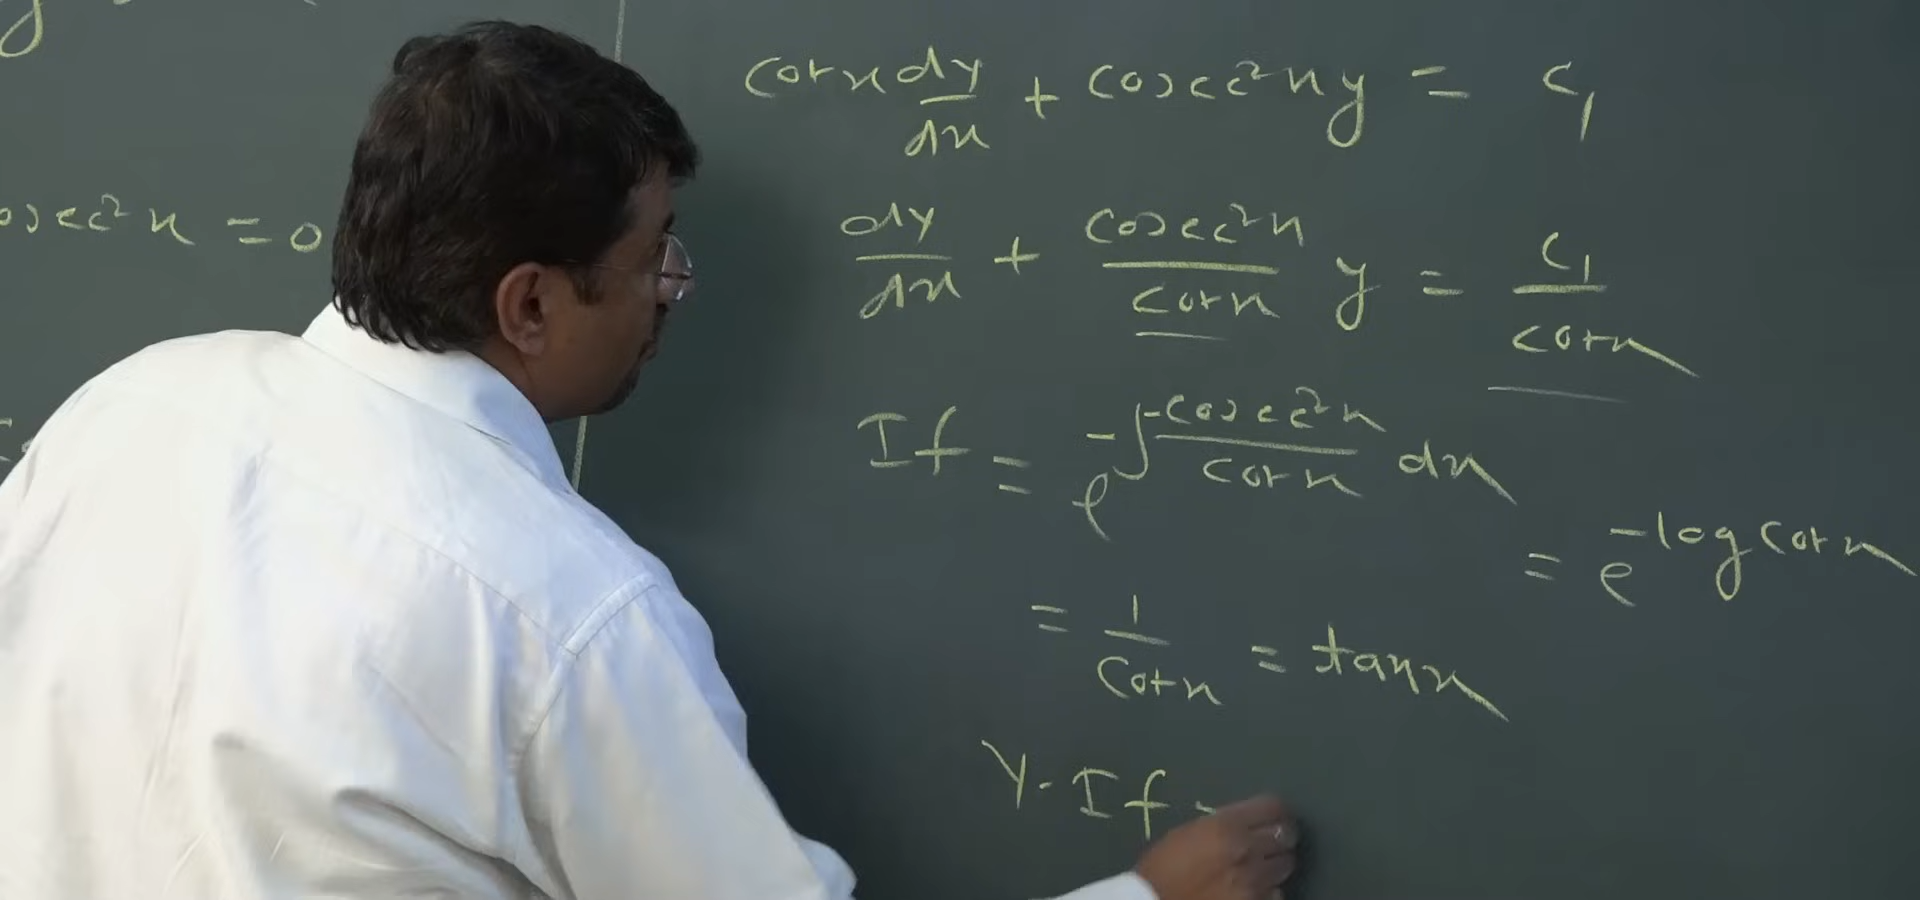 cosec²x = 0
cotx dy/dx + cosec²x y = c₁
dy/dx + cosec²x/cotx y = c₁/cotx
If = e^-∫-cosec²x/cotx dx
= e^-log cotx
= 1/cotx = tanx
Y·If =